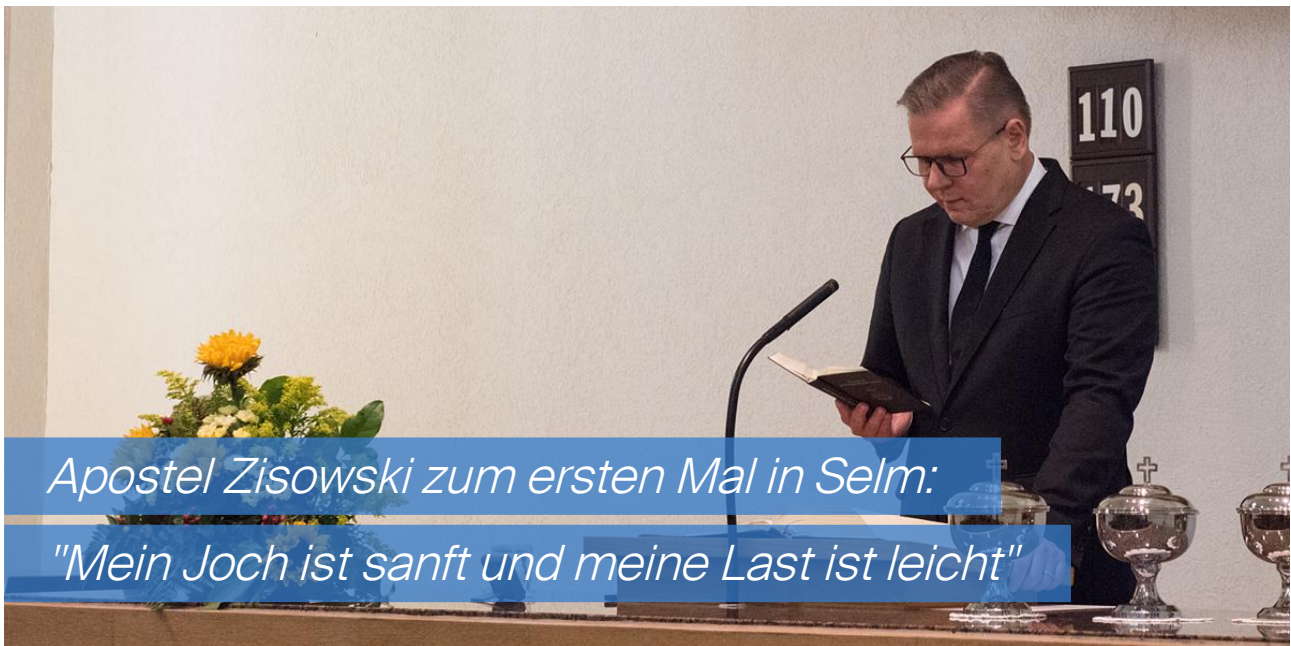 110
173
Apostel Zisowski zum ersten Mal in Selm:
"Mein Joch ist sanft und meine Last ist leicht"